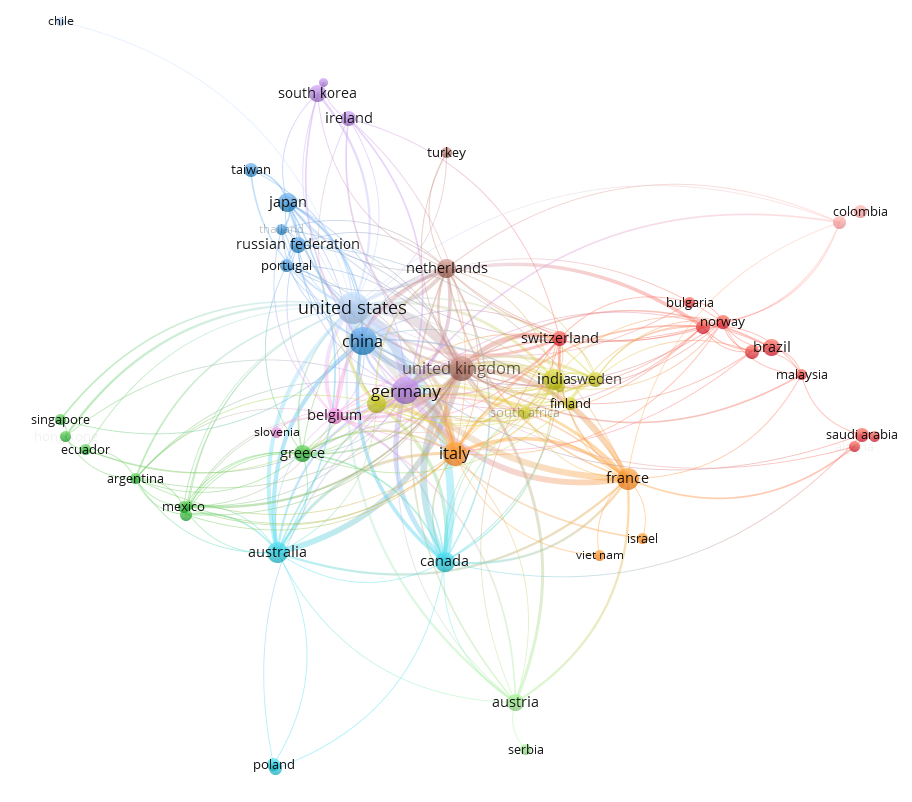 chile
south korea
ireland
turkey
taiwan
japan
colombia
thailand
russian federation
portugal
netherlands
bulgaria
united states
norway
china
switzerland
brazil
united kingdom
malaysia
germany
india
sweden
finland
belgium
south africa
singapore
slovenia
saudi arabia
ecuador
greece
italy
argentina
france
mexico
israel
australia
viet nam
canada
austria
serbia
poland